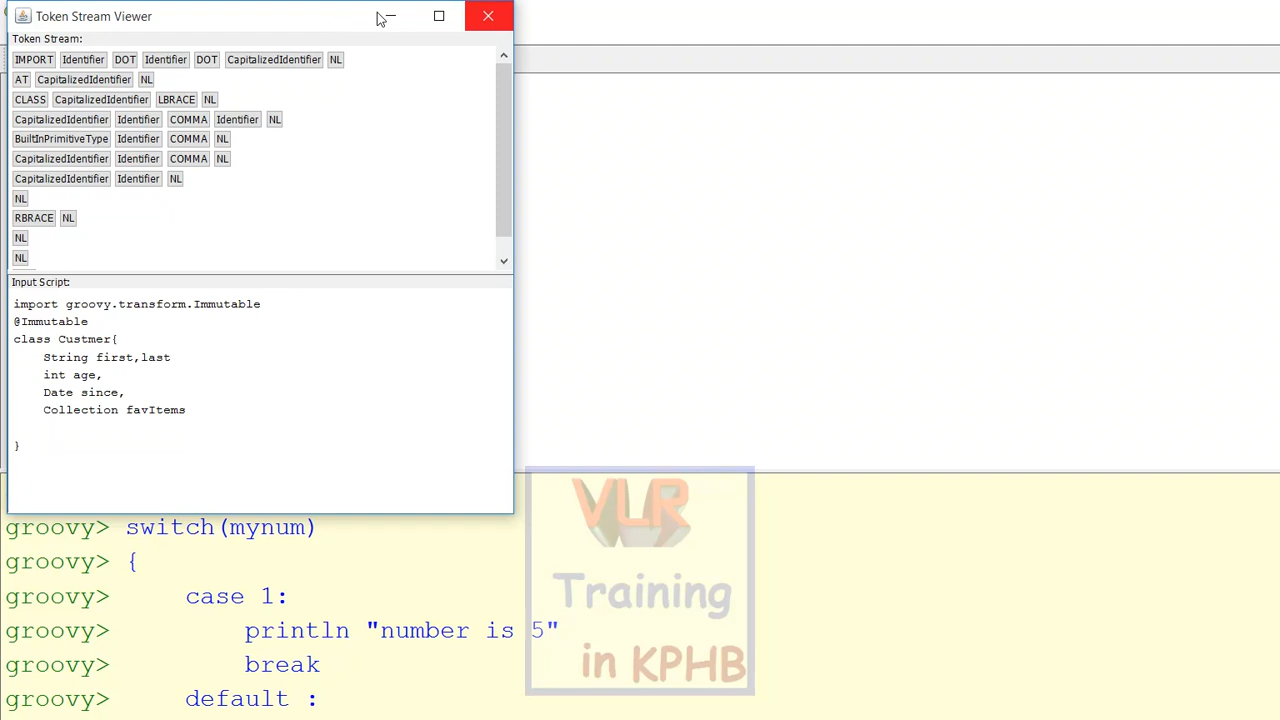 Token Stream Viewer
Token Stream:
IMPORT Identifier DOT Identifier DOT CapitalizedIdentifier NL
AT CapitalizedIdentifier NL
CLASS CapitalizedIdentifier LBRACE NL
CapitalizedIdentifier Identifier COMMA Identifier NL
BuiltInPrimitiveType Identifier COMMA NL
CapitalizedIdentifier Identifier COMMA NL
CapitalizedIdentifier Identifier NL
NL
RBRACE NL
NL
NL
Input Script:
import groovy.transform.Immutable
@Immutable
class Custmer{
    String first,last
    int age,
    Date since,
    Collection favItems
}
groovy> switch(mynum)
groovy> {
groovy>     case 1:
groovy>         println "number is 5"
groovy>         break
groovy>     default :
VLR
Training
in KPHB